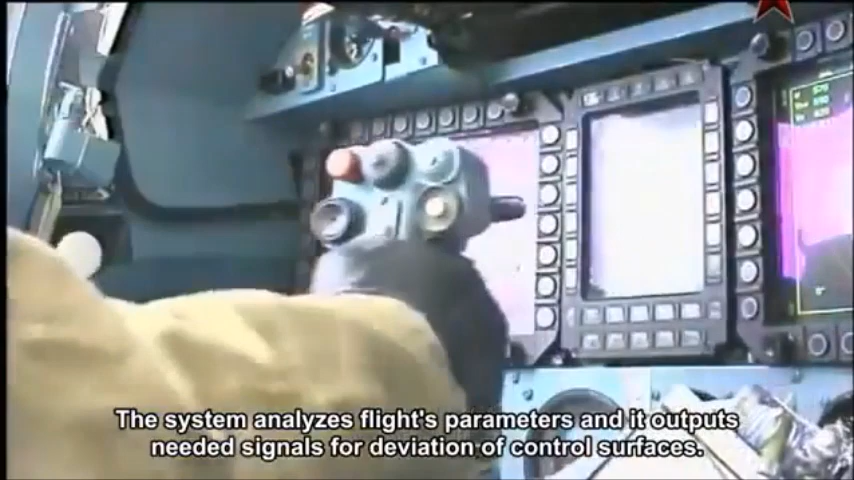 The system analyzes flight's parameters and it outputs
needed signals for deviation of control surfaces.